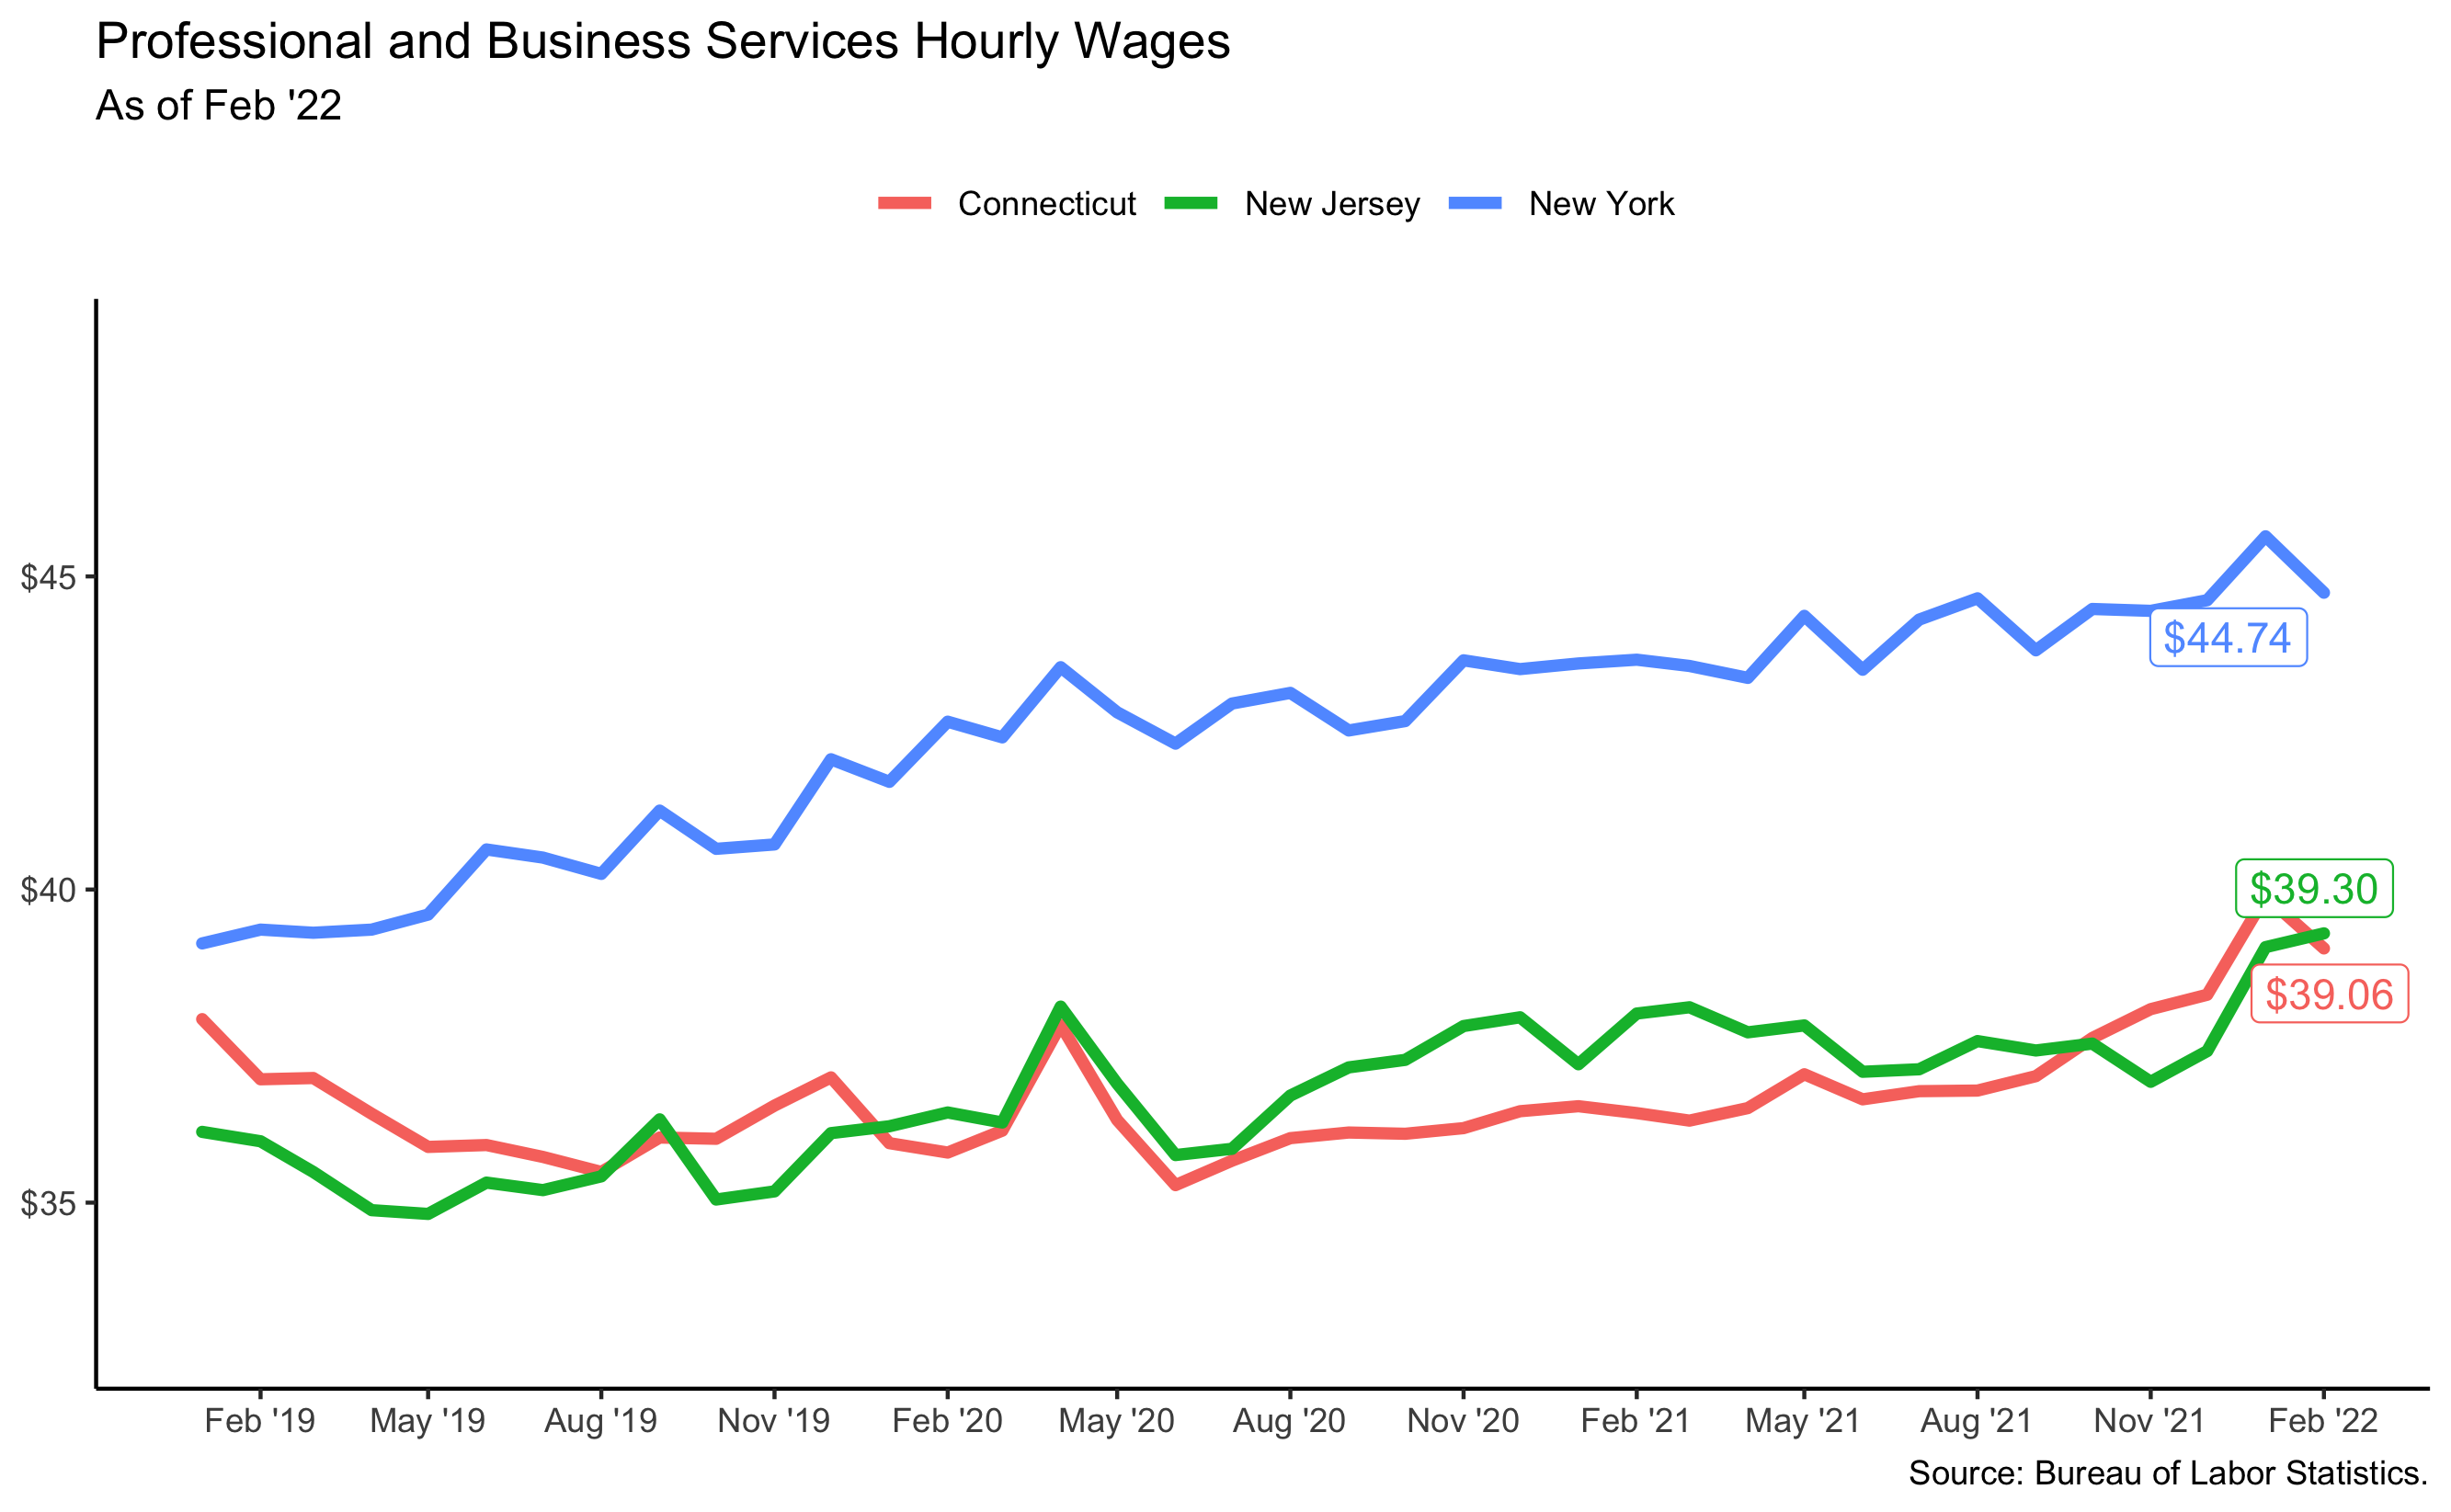 Professional and Business Services Hourly Wages
As of Feb '22
Connecticut New Jersey New York
$45
$44.74
$40
$39.30
$39.06
$35
Feb '19 May '19 Aug '19 Nov '19 Feb '20 May '20 Aug '20 Nov '20 Feb '21 May '21 Aug '21 Nov '21 Feb '22
Source: Bureau of Labor Statistics.